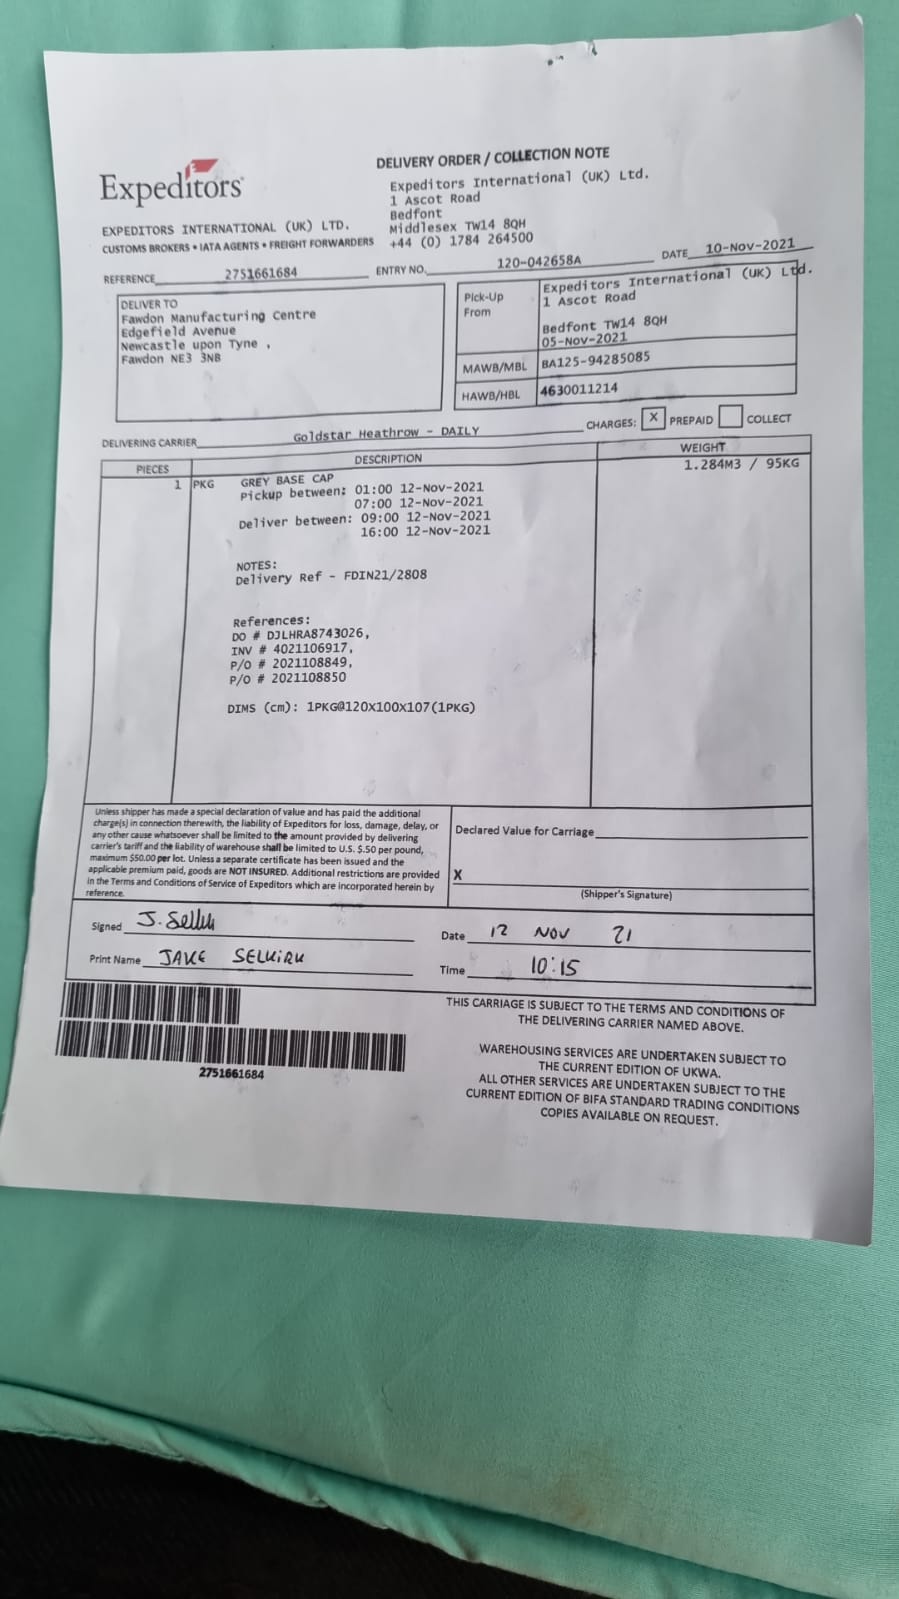 Expeditors
DELIVERY ORDER / COLLECTION NOTE
Expeditors International (UK) Ltd.
1 Ascot Road
Bedfont
Middlesex TW14 8QH
+44 (0) 1784 264500
EXPEDITORS INTERNATIONAL (UK) LTD.
CUSTOMS BROKERS • IATA AGENTS • FREIGHT FORWARDERS
REFERENCE 2751661684 ENTRY NO. 120-042658A DATE 10-Nov-2021
DELIVER TO
Fawdon Manufacturing Centre
Edgefield Avenue
Newcastle upon Tyne ,
Fawdon NE3 3NB
Pick-Up From
Expeditors International (UK) Ltd.
1 Ascot Road
Bedfont TW14 8QH
05-Nov-2021
MAWB/MBL BA125-94285085
HAWB/HBL 4630011214
DELIVERING CARRIER Goldstar Heathrow - DAILY CHARGES: X PREPAID COLLECT
PIECES DESCRIPTION WEIGHT
1 PKG GREY BASE CAP 1.284M3 / 95KG
Pickup between: 01:00 12-Nov-2021
07:00 12-Nov-2021
Deliver between: 09:00 12-Nov-2021
16:00 12-Nov-2021
NOTES:
Delivery Ref - FDIN21/2808
References:
DO # DJLHRA8743026,
INV # 4021106917,
P/O # 2021108849,
P/O # 2021108850
DIMS (cm): 1PKG@120X100X107(1PKG)
Unless shipper has made a special declaration of value and has paid the additional
charge(s) in connection therewith, the liability of Expeditors for loss, damage, delay, or
any other cause whatsoever shall be limited to the amount provided by delivering
carrier's tariff and the liability of warehouse shall be limited to U.S. $.50 per pound,
maximum $50.00 per lot. Unless a separate certificate has been issued and the
applicable premium paid, goods are NOT INSURED. Additional restrictions are provided
in the Terms and Conditions of Service of Expeditors which are incorporated herein by
reference.
Declared Value for Carriage
X
(Shipper's Signature)
Signed J. Sellu
Date 12 NOV 21
Print Name JAKE SELKIRK
Time 10:15
2751661684
THIS CARRIAGE IS SUBJECT TO THE TERMS AND CONDITIONS OF
THE DELIVERING CARRIER NAMED ABOVE.
WAREHOUSING SERVICES ARE UNDERTAKEN SUBJECT TO
THE CURRENT EDITION OF UKWA.
ALL OTHER SERVICES ARE UNDERTAKEN SUBJECT TO THE
CURRENT EDITION OF BIFA STANDARD TRADING CONDITIONS
COPIES AVAILABLE ON REQUEST.